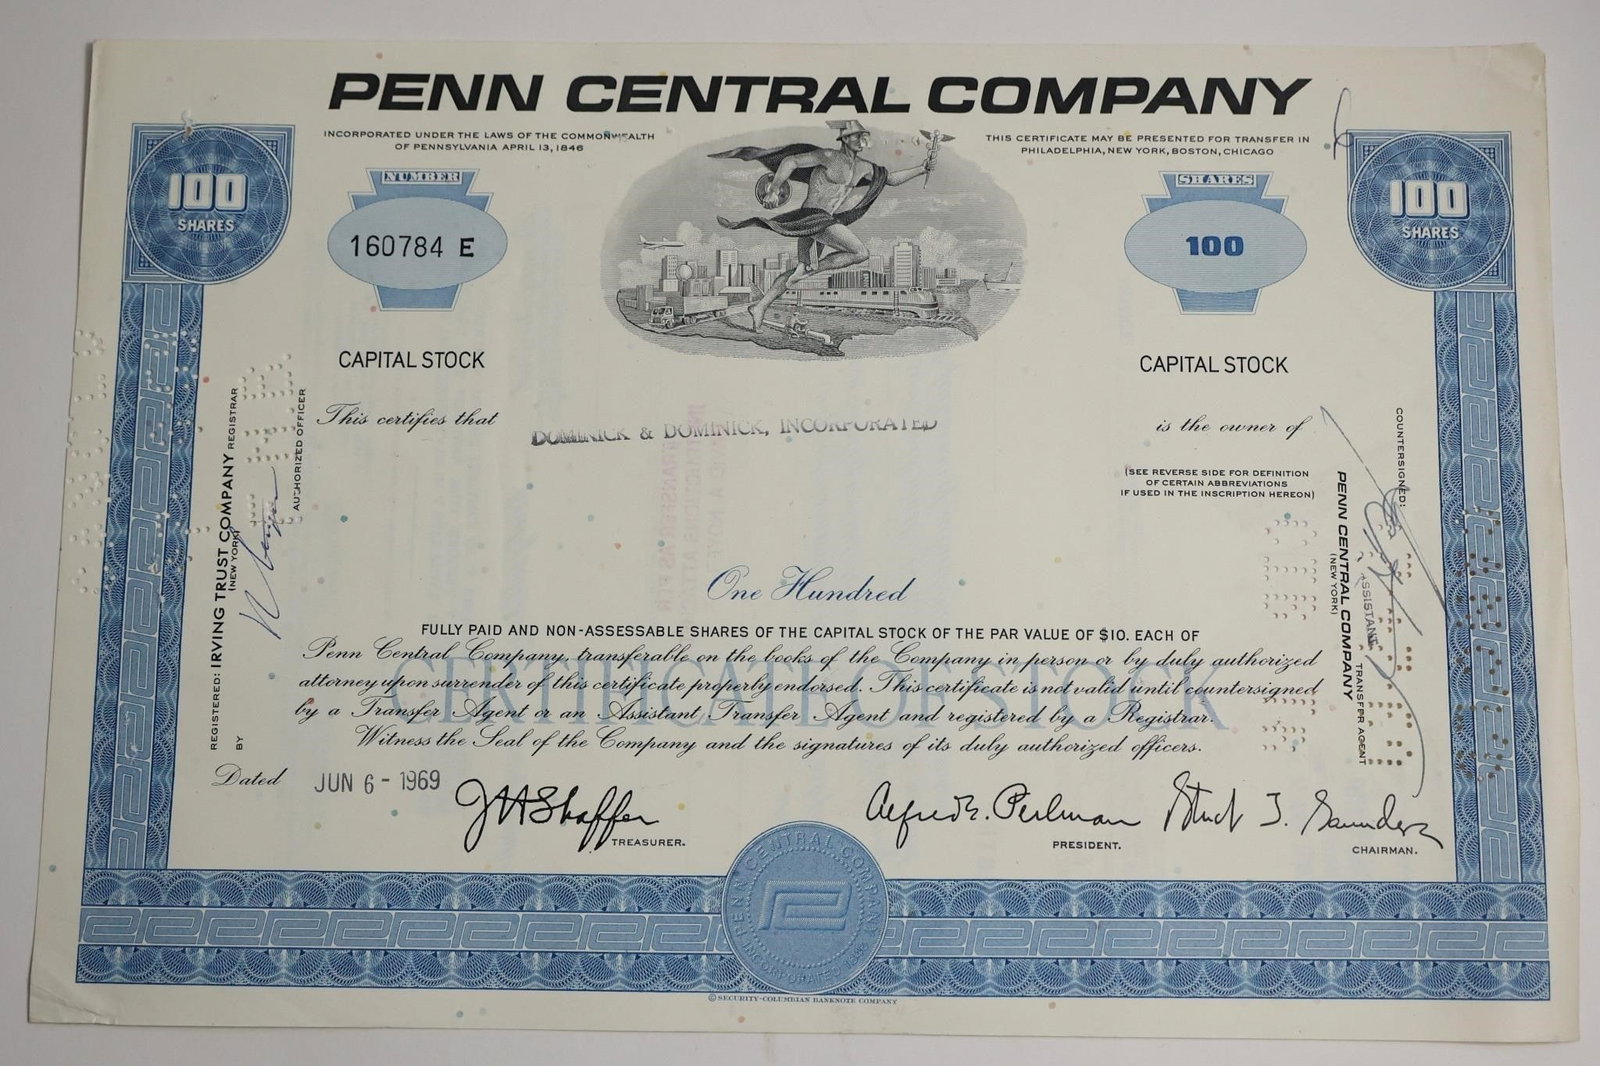 PENN CENTRAL COMPANY
INCORPORATED UNDER THE LAWS OF THE COMMONWEALTH
OF PENNSYLVANIA APRIL 13, 1846
THIS CERTIFICATE MAY BE PRESENTED FOR TRANSFER IN
PHILADELPHIA, NEW YORK, BOSTON, CHICAGO
100
SHARES
NUMBER
160784 E
SHARES
100
100
SHARES
CAPITAL STOCK
CAPITAL STOCK
This certifies that
DOMINICK & DOMINICK, INCORPORATED
is the owner of
(SEE REVERSE SIDE FOR DEFINITION
OF CERTAIN ABBREVIATIONS
IF USED IN THE INSCRIPTION HEREON)
One Hundred
FULLY PAID AND NON-ASSESSABLE SHARES OF THE CAPITAL STOCK OF THE PAR VALUE OF $10. EACH OF
CERTIFICATE OF STOCK
Penn Central Company, transferable on the books of the Company in person or by duly authorized
attorney upon surrender of this certificate properly endorsed. This certificate is not valid until countersigned
by a Transfer Agent or an Assistant Transfer Agent and registered by a Registrar.
Witness the Seal of the Company and the signatures of its duly authorized officers.
Dated
JUN 6 - 1969
J H Shaffer
TREASURER.
Alfred E. Perlman
PRESIDENT.
Stuart T. Saunders
CHAIRMAN.
REGISTERED: IRVING TRUST COMPANY REGISTRAR
(NEW YORK)
BY
AUTHORIZED OFFICER
COUNTERSIGNED:
PENN CENTRAL COMPANY
(NEW YORK)
ASSISTANT
TRANSFER AGENT
PENN CENTRAL COMPANY
INCORPORATED 1846
© SECURITY-COLUMBIAN BANKNOTE COMPANY